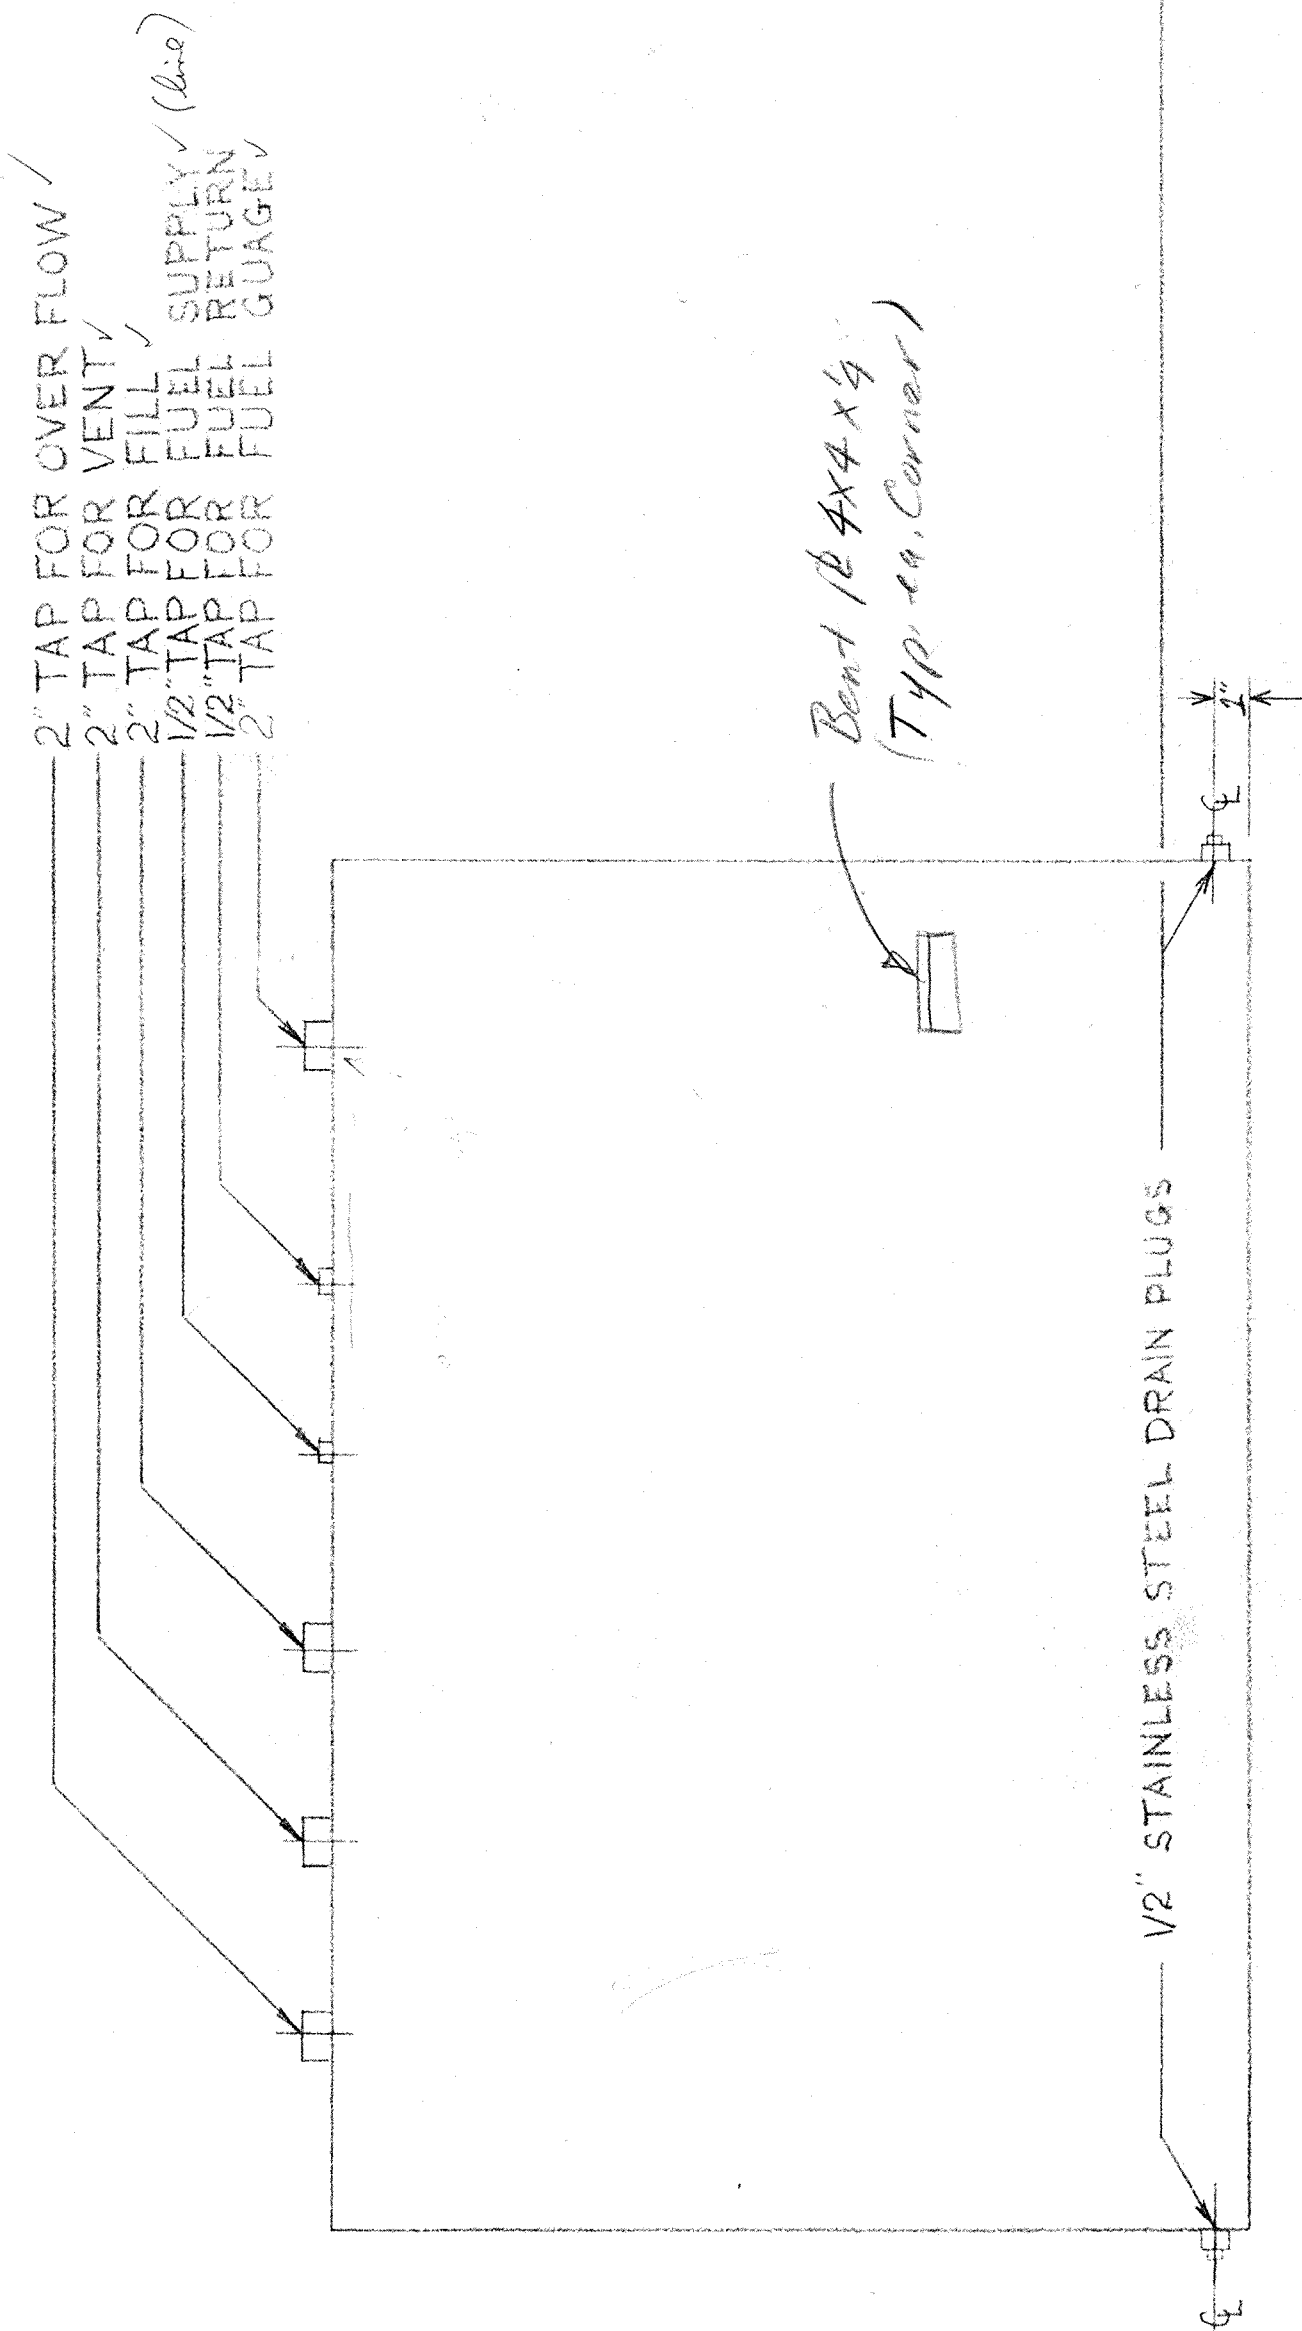 2" TAP FOR OVER FLOW ✓
2" TAP FOR VENT ✓
2" TAP FOR FILL ✓
1/2" TAP FOR FUEL SUPPLY ✓ (line)
1/2" TAP FOR FUEL RETURN
2" TAP FOR FUEL GUAGE ✓
Bent PL 4x4x1/4
(Typ. ea. Corner)
1/2" STAINLESS STEEL DRAIN PLUGS
CL
CL
1"